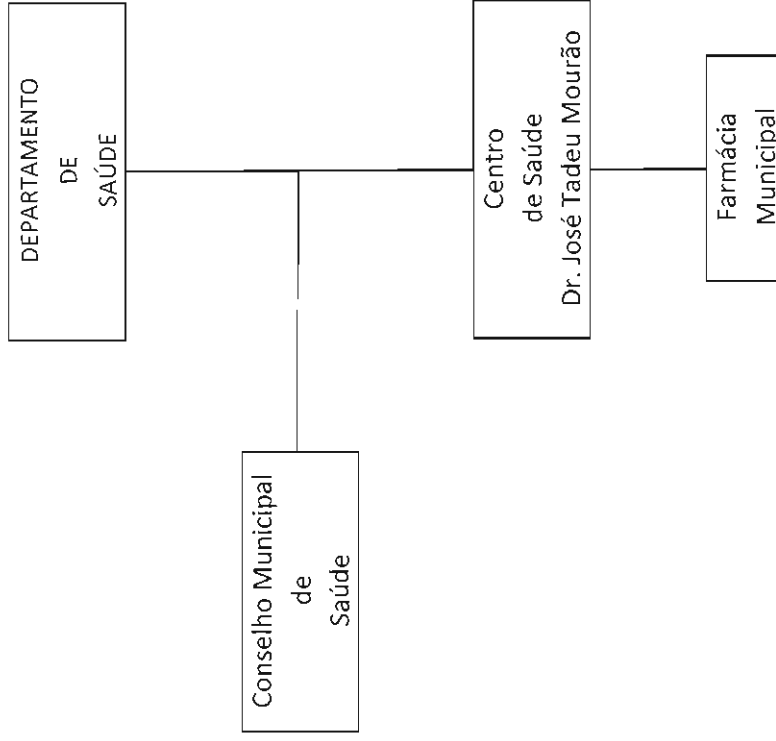 DEPARTAMENTO
DE
SAÚDE
Conselho Municipal
de
Saúde
Centro
de Saúde
Dr. José Tadeu Mourão
Farmácia
Municipal